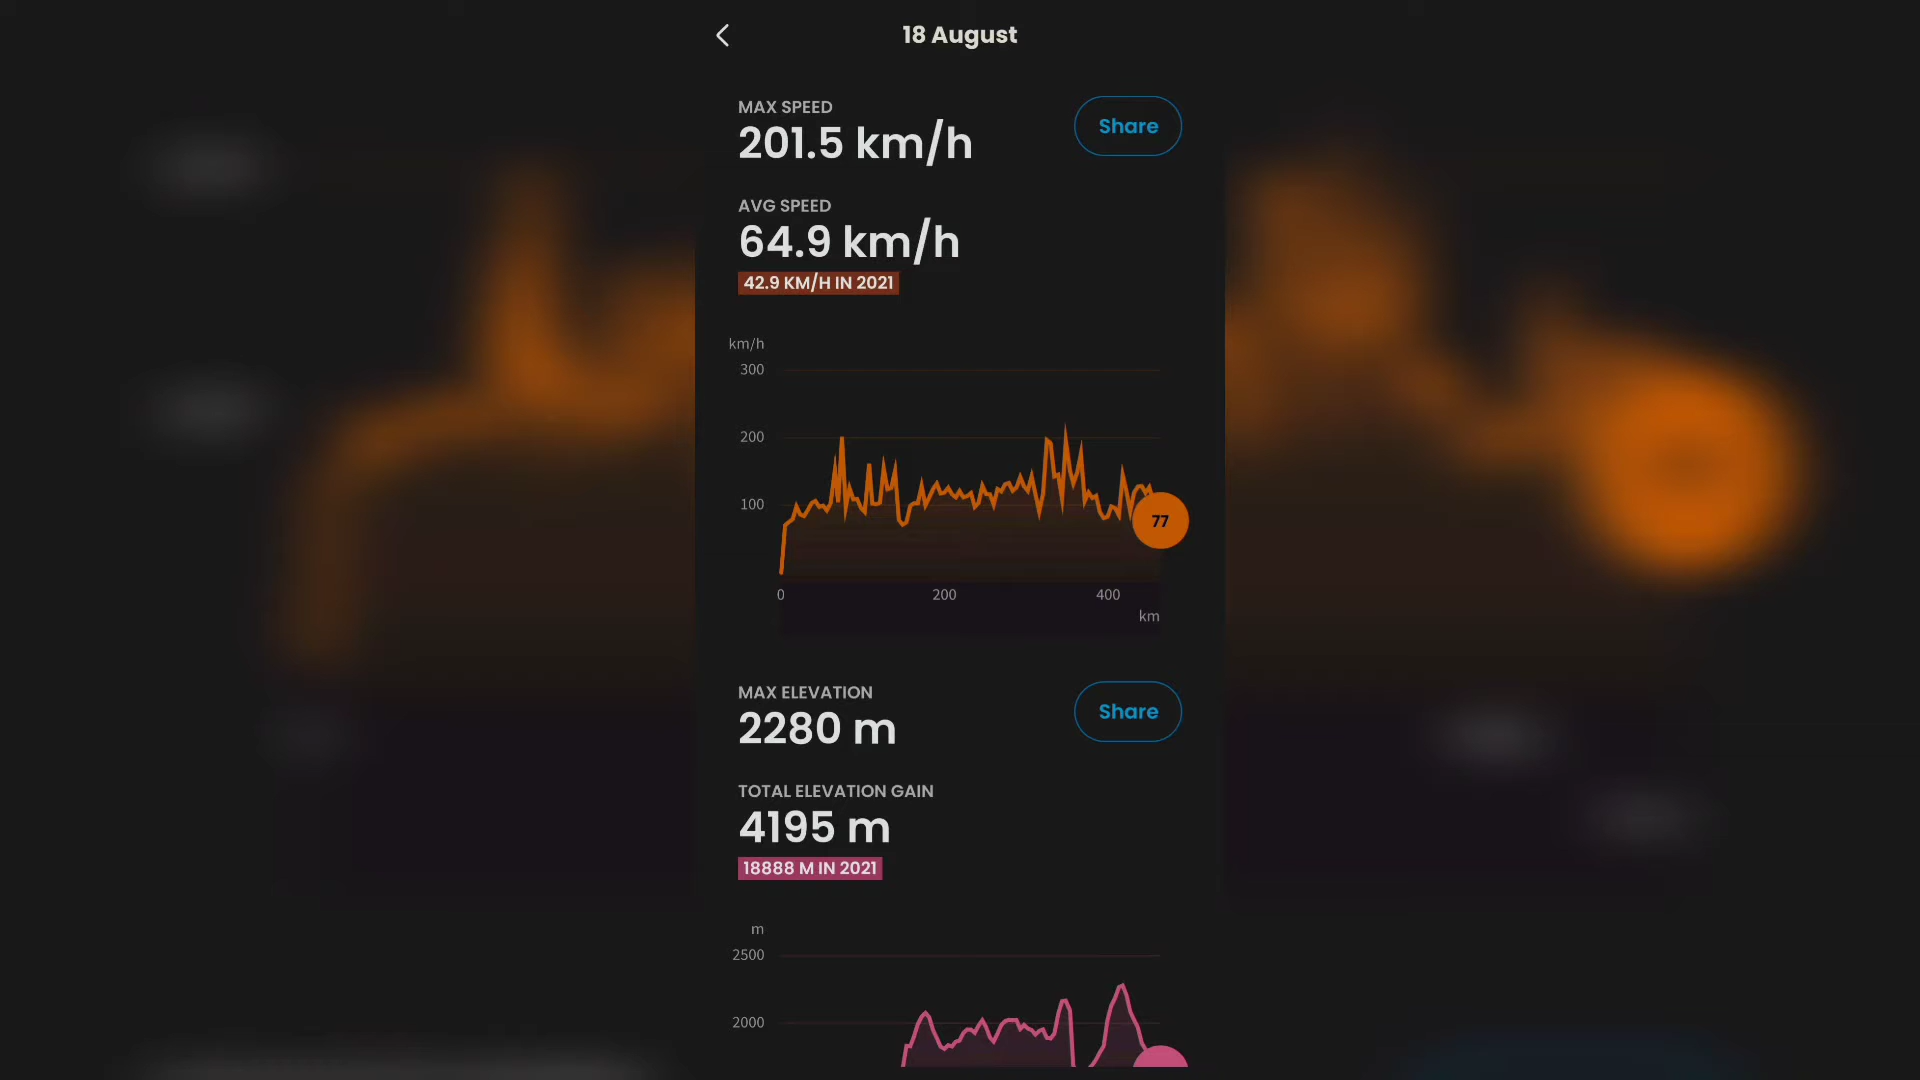 18 August
MAX SPEED
201.5 km/h
Share
AVG SPEED
64.9 km/h
42.9 KM/H IN 2021
km/h
300
200
100
77
0 200 400
km
MAX ELEVATION
2280 m
Share
TOTAL ELEVATION GAIN
4195 m
18888 M IN 2021
m
2500
2000